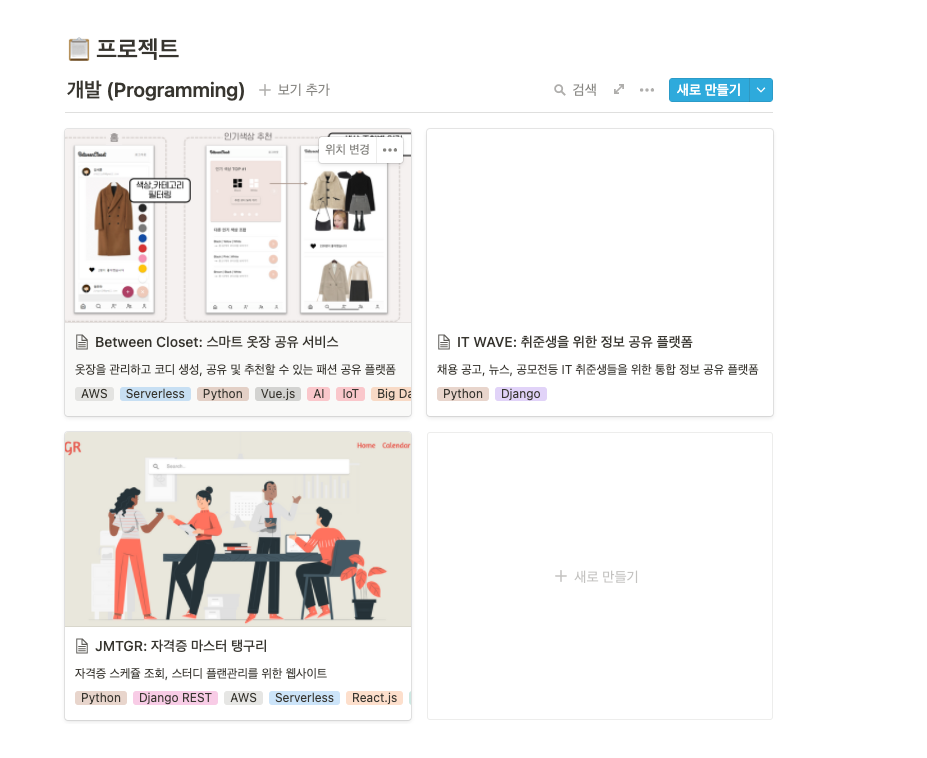 프로젝트
개발 (Programming)
보기 추가
검색
새로 만들기
인기색상 추천
위치 변경
BetweenCloset
색상,카테고리
필터링
Between Closet: 스마트 옷장 공유 서비스
옷장을 관리하고 코디 생성, 공유 및 추천할 수 있는 패션 공유 플랫폼
AWS Serverless Python Vue.js AI IoT Big Da
IT WAVE: 취준생을 위한 정보 공유 플랫폼
채용 공고, 뉴스, 공모전등 IT 취준생들을 위한 통합 정보 공유 플랫폼
Python Django
GR
Home Calendar
Search..
JMTGR: 자격증 마스터 탱구리
자격증 스케쥴 조회, 스터디 플랜관리를 위한 웹사이트
Python Django REST AWS Serverless React.js
새로 만들기